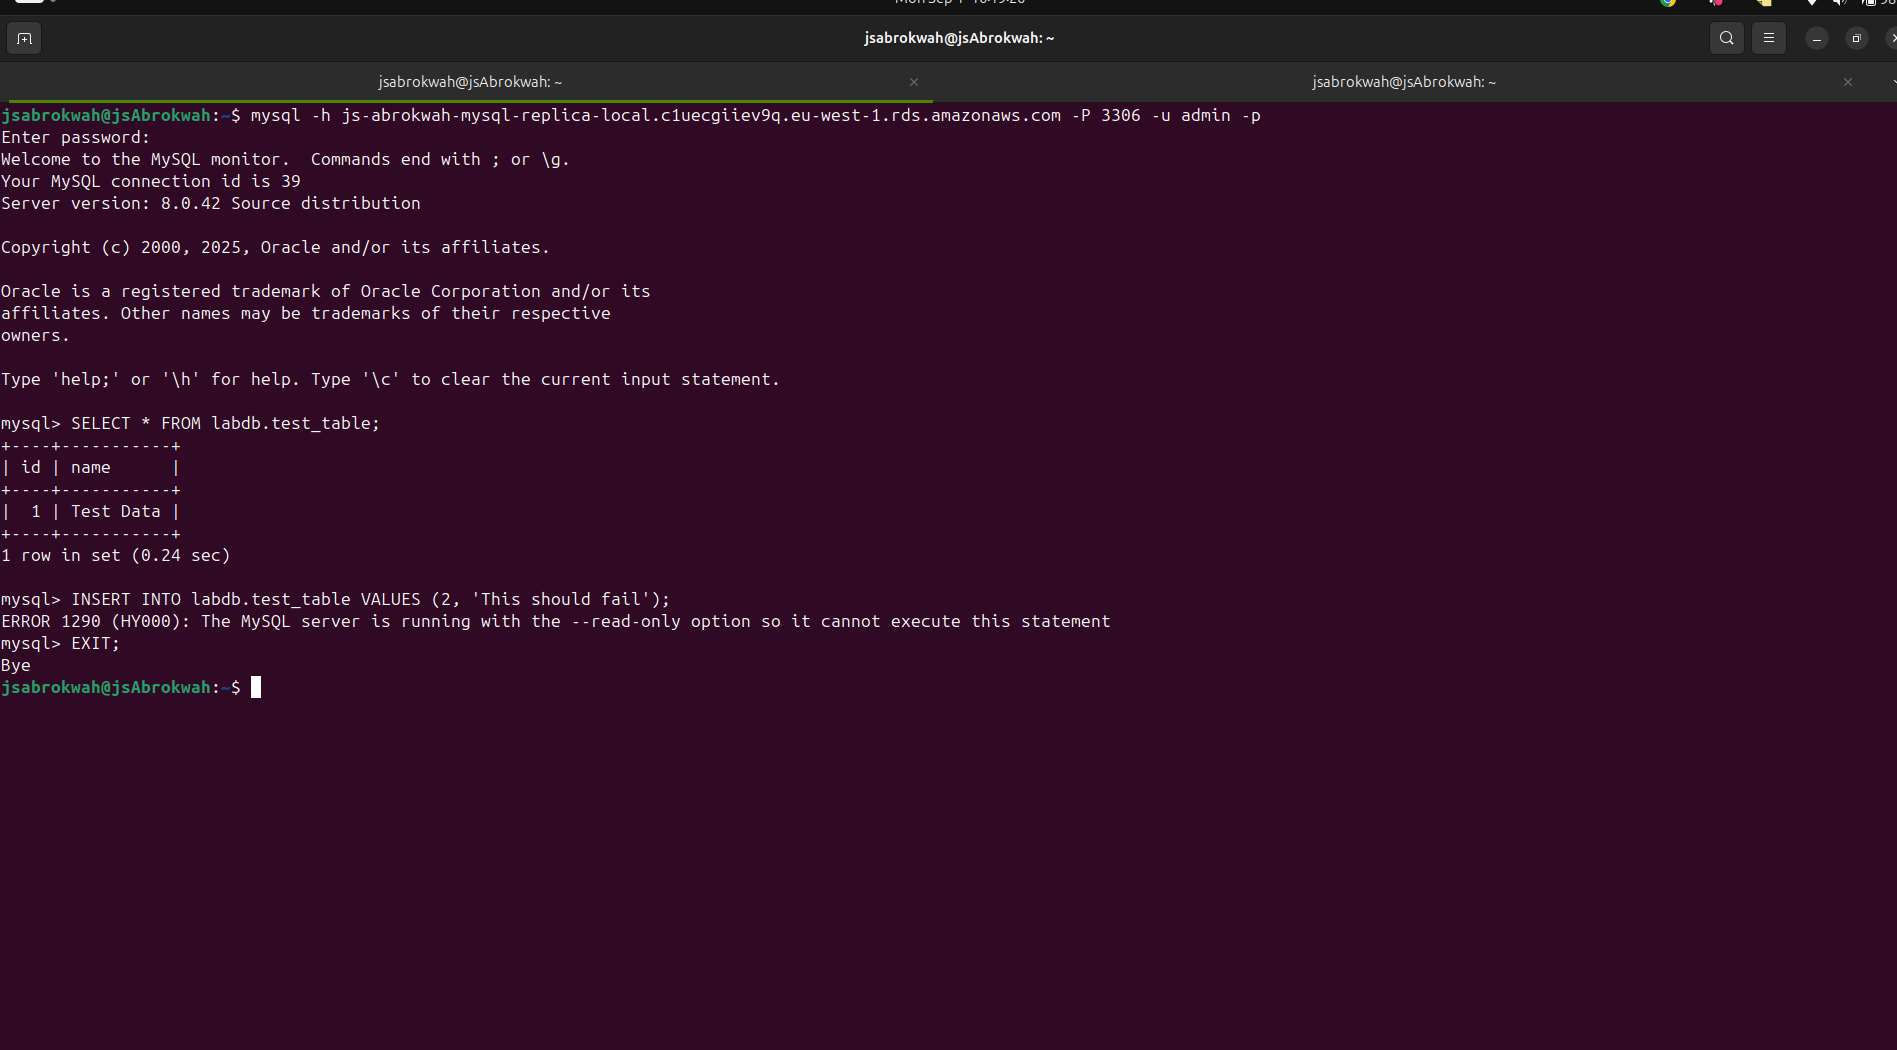 jsabrokwah@jsAbrokwah: ~
jsabrokwah@jsAbrokwah: ~
jsabrokwah@jsAbrokwah: ~
jsabrokwah@jsAbrokwah:~$ mysql -h js-abrokwah-mysql-replica-local.c1uecgiiev9q.eu-west-1.rds.amazonaws.com -P 3306 -u admin -p
Enter password:
Welcome to the MySQL monitor.  Commands end with ; or \g.
Your MySQL connection id is 39
Server version: 8.0.42 Source distribution

Copyright (c) 2000, 2025, Oracle and/or its affiliates.

Oracle is a registered trademark of Oracle Corporation and/or its
affiliates. Other names may be trademarks of their respective
owners.

Type 'help;' or '\h' for help. Type '\c' to clear the current input statement.

mysql> SELECT * FROM labdb.test_table;
+----+-----------+
| id | name      |
+----+-----------+
|  1 | Test Data |
+----+-----------+
1 row in set (0.24 sec)

mysql> INSERT INTO labdb.test_table VALUES (2, 'This should fail');
ERROR 1290 (HY000): The MySQL server is running with the --read-only option so it cannot execute this statement
mysql> EXIT;
Bye
jsabrokwah@jsAbrokwah:~$